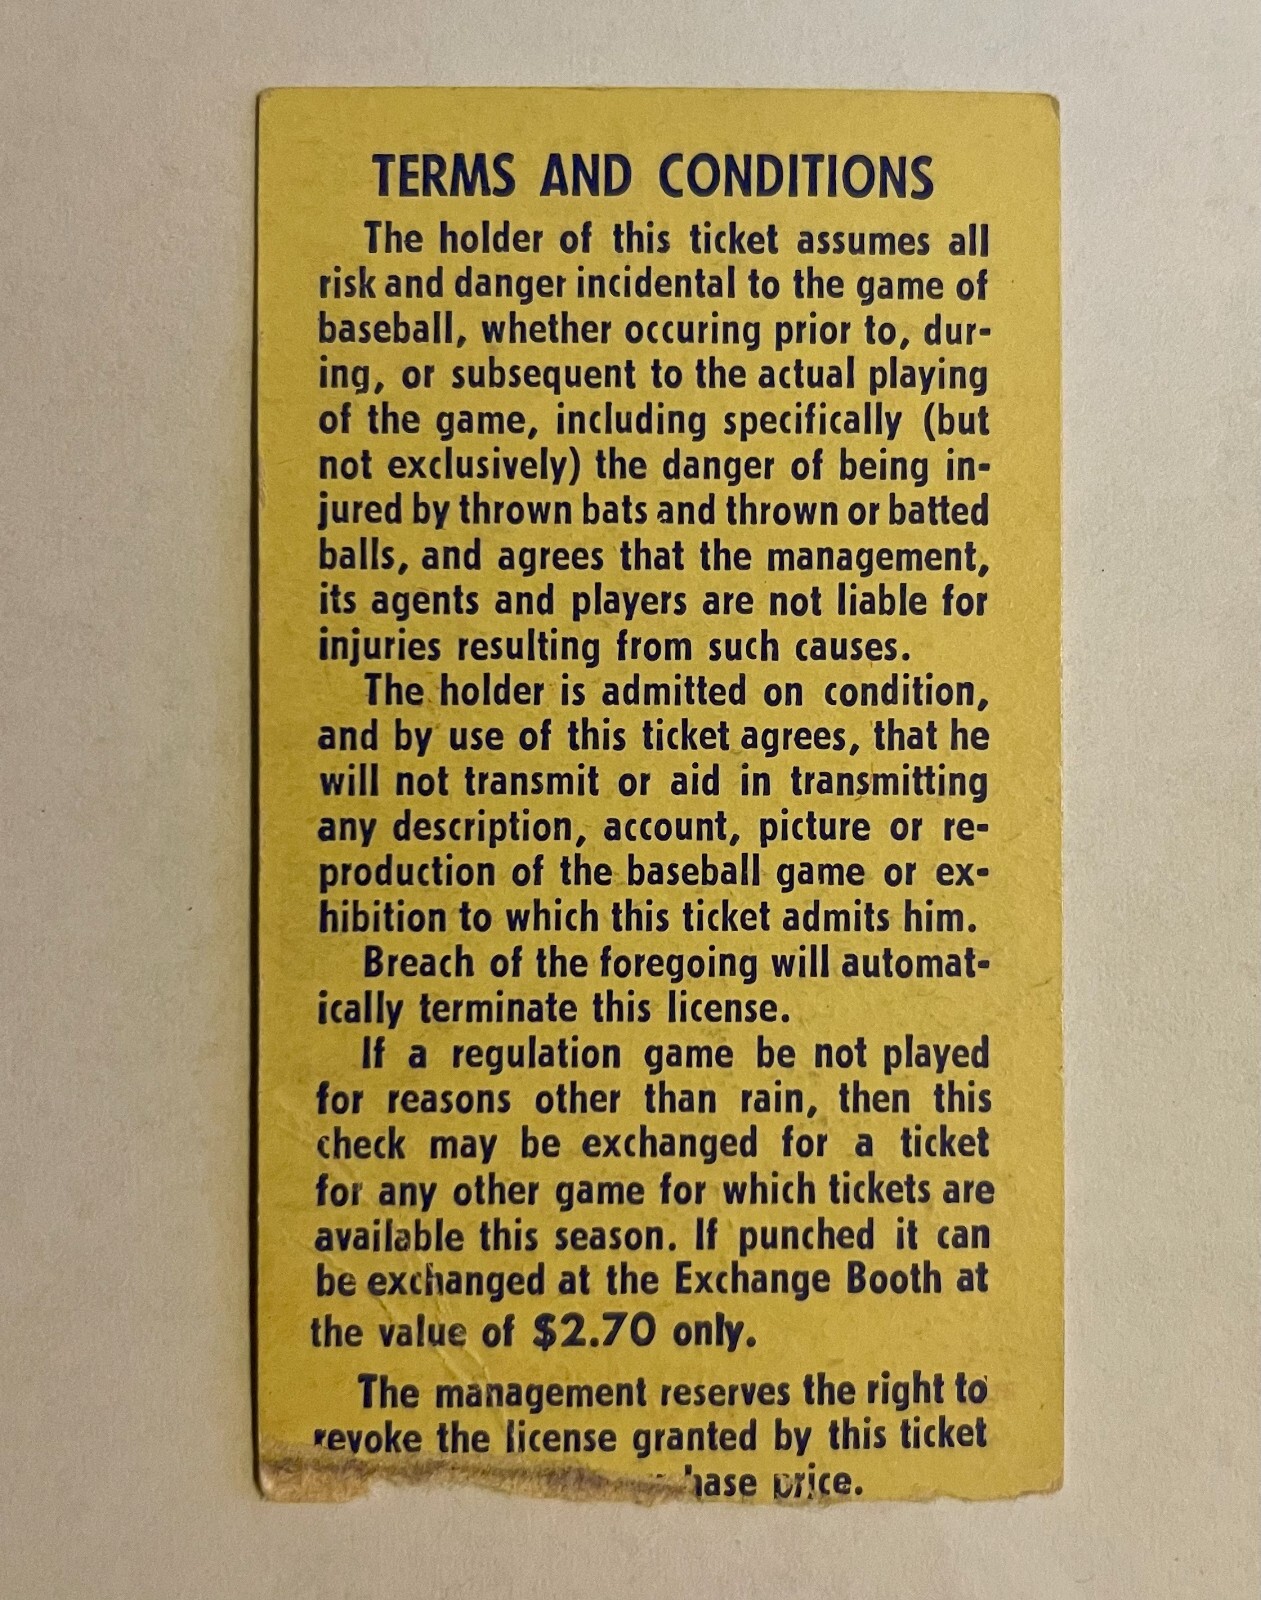 TERMS AND CONDITIONS
The holder of this ticket assumes all
risk and danger incidental to the game of
baseball, whether occuring prior to, dur-
ing, or subsequent to the actual playing
of the game, including specifically (but
not exclusively) the danger of being in-
jured by thrown bats and thrown or batted
balls, and agrees that the management,
its agents and players are not liable for
injuries resulting from such causes.
The holder is admitted on condition,
and by use of this ticket agrees, that he
will not transmit or aid in transmitting
any description, account, picture or re-
production of the baseball game or ex-
hibition to which this ticket admits him.
Breach of the foregoing will automat-
ically terminate this license.
If a regulation game be not played
for reasons other than rain, then this
check may be exchanged for a ticket
for any other game for which tickets are
available this season. If punched it can
be exchanged at the Exchange Booth at
the value of $2.70 only.
The management reserves the right to
revoke the license granted by this ticket
hase price.